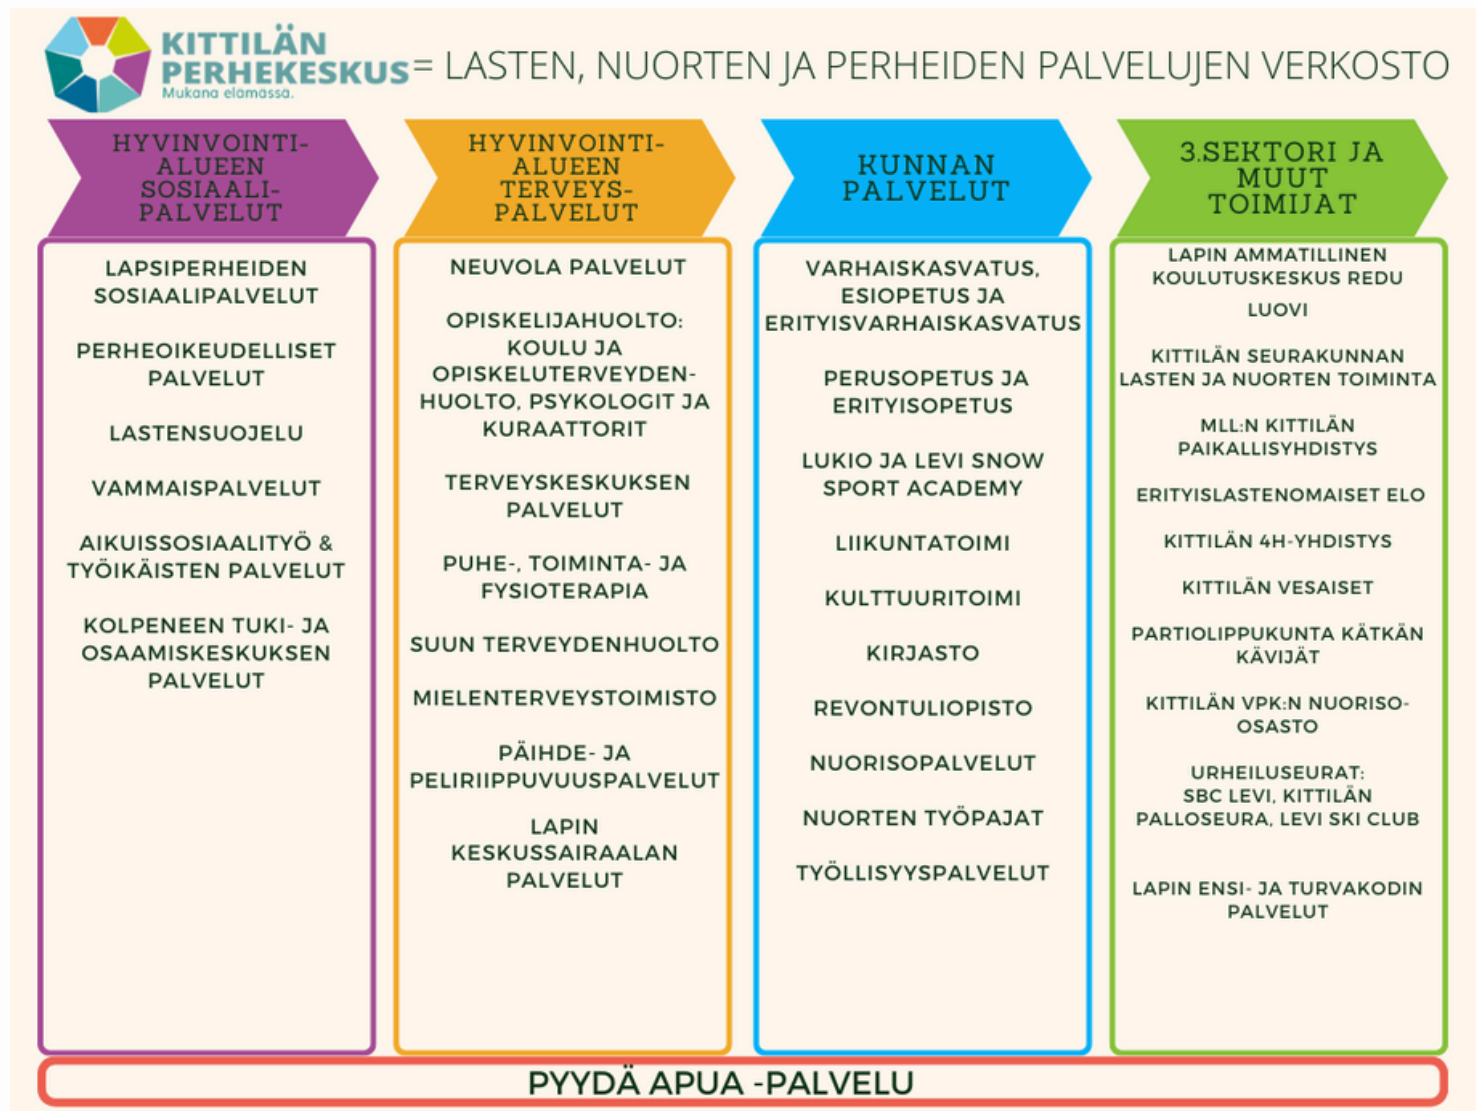 KITTILÄN
PERHEKESKUS
Mukana elämässä.
= LASTEN, NUORTEN JA PERHEIDEN PALVELUJEN VERKOSTO
HYVINVOINTI-
ALUEEN
SOSIAALI-
PALVELUT
LAPSIPERHEIDEN
SOSIAALIPALVELUT
PERHEOIKEUDELLISET
PALVELUT
LASTENSUOJELU
VAMMAISPALVELUT
AIKUISSOSIAALITYÖ &
TYÖIKÄISTEN PALVELUT
KOLPENEEN TUKI- JA
OSAAMISKESKUKSEN
PALVELUT
HYVINVOINTI-
ALUEEN
TERVEYS-
PALVELUT
NEUVOLA PALVELUT
OPISKELIJAHUOLTO:
KOULU JA
OPISKELUTERVEYDEN-
HUOLTO, PSYKOLOGIT JA
KURAATTORIT
TERVEYSKESKUKSEN
PALVELUT
PUHE-, TOIMINTA- JA
FYSIOTERAPIA
SUUN TERVEYDENHUOLTO
MIELENTERVEYSTOIMISTO
PÄIHDE- JA
PELIRIIPPUVUUSPALVELUT
LAPIN
KESKUSSAIRAALAN
PALVELUT
KUNNAN
PALVELUT
VARHAISKASVATUS,
ESIOPETUS JA
ERITYISVARHAISKASVATUS
PERUSOPETUS JA
ERITYISOPETUS
LUKIO JA LEVI SNOW
SPORT ACADEMY
LIIKUNTATOIMI
KULTTUURITOIMI
KIRJASTO
REVONTULIOPISTO
NUORISOPALVELUT
NUORTEN TYÖPAJAT
TYÖLLISYYSPALVELUT
3.SEKTORI JA
MUUT
TOIMIJAT
LAPIN AMMATILLINEN
KOULUTUSKESKUS REDU
LUOVI
KITTILÄN SEURAKUNNAN
LASTEN JA NUORTEN TOIMINTA
MLL:N KITTILÄN
PAIKALLISYHDISTYS
ERITYISLASTENOMAISET ELO
KITTILÄN 4H-YHDISTYS
KITTILÄN VESAISET
PARTIOLIPPUKUNTA KÄTKÄN
KÄVIJÄT
KITTILÄN VPK:N NUORISO-
OSASTO
URHEILUSEURAT:
SBC LEVI, KITTILÄN
PALLOSEURA, LEVI SKI CLUB
LAPIN ENSI- JA TURVAKODIN
PALVELUT
PYYDÄ APUA -PALVELU